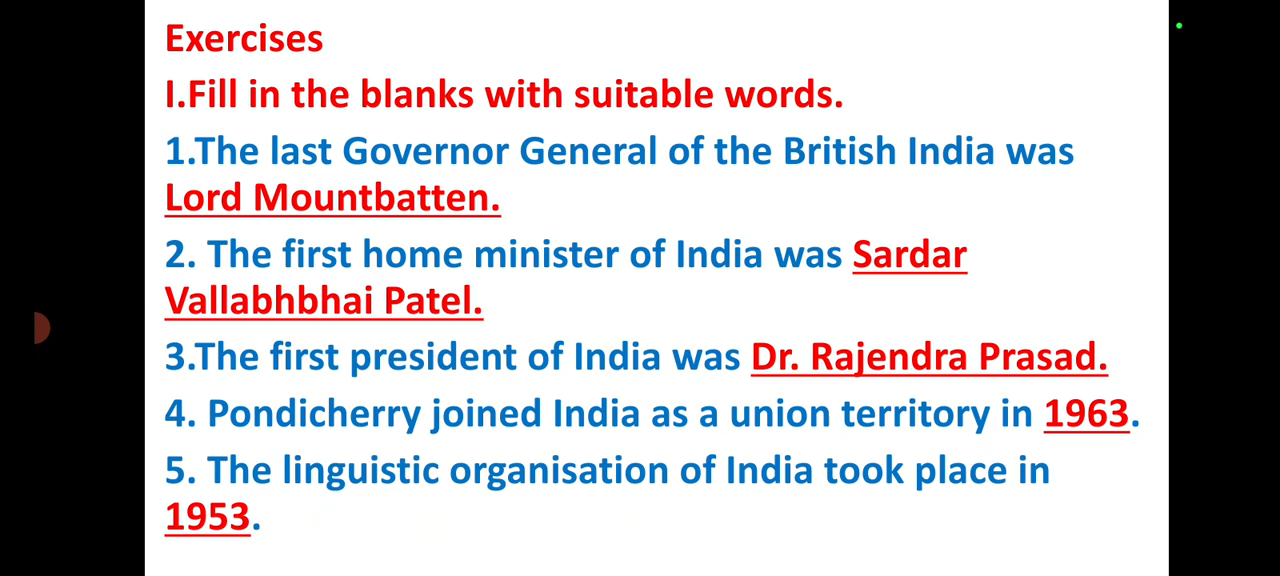 Exercises
I.Fill in the blanks with suitable words.
1.The last Governor General of the British India was
Lord Mountbatten.
2. The first home minister of India was Sardar
Vallabhbhai Patel.
3.The first president of India was Dr. Rajendra Prasad.
4. Pondicherry joined India as a union territory in 1963.
5. The linguistic organisation of India took place in
1953.